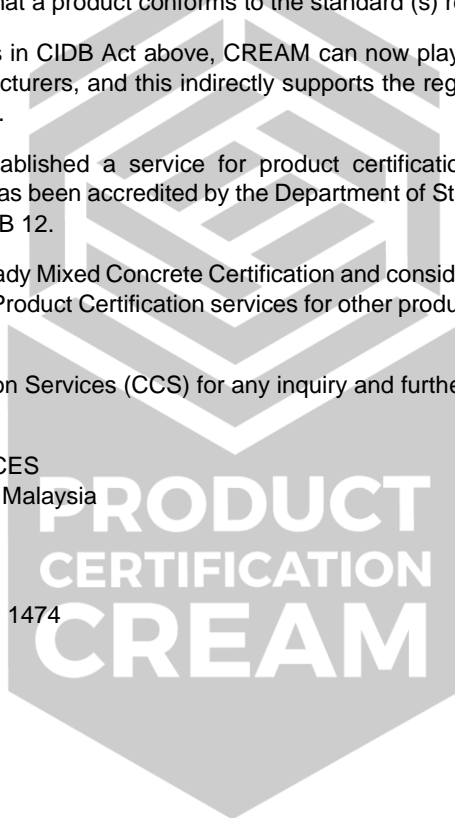 hat a product conforms to the standard (s) r
s in CIDB Act above, CREAM can now play
cturers, and this indirectly supports the reg
.
ablished a service for product certificatio
as been accredited by the Department of St
B 12.
ady Mixed Concrete Certification and consid
Product Certification services for other produ
on Services (CCS) for any inquiry and furthe
CES
Malaysia
PRODUCT
CERTIFICATION
1474
CREAM